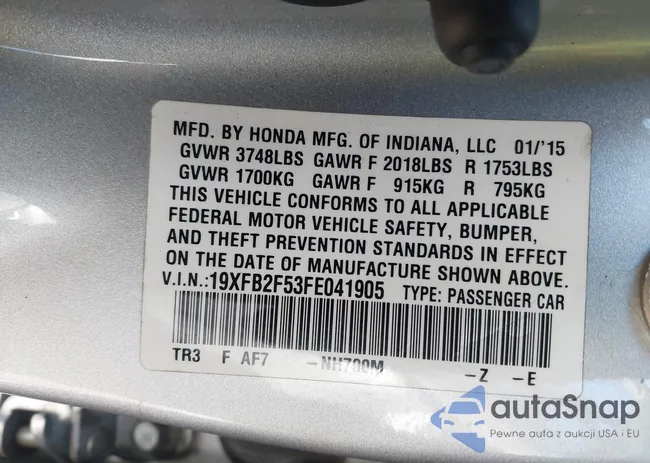 MFD. BY HONDA MFG. OF INDIANA, LLC 01/'15
GVWR 3748LBS GAWR F 2018LBS R 1753LBS
GVWR 1700KG GAWR F 915KG R 795KG
THIS VEHICLE CONFORMS TO ALL APPLICABLE
FEDERAL MOTOR VEHICLE SAFETY, BUMPER,
AND THEFT PREVENTION STANDARDS IN EFFECT
ON THE DATE OF MANUFACTURE SHOWN ABOVE.
V.I.N.:19XFB2F53FE041905 TYPE: PASSENGER CAR
TR3 F AF7 -NH700M -Z -E
autaSnap
Pewne auta z aukcji USA i EU